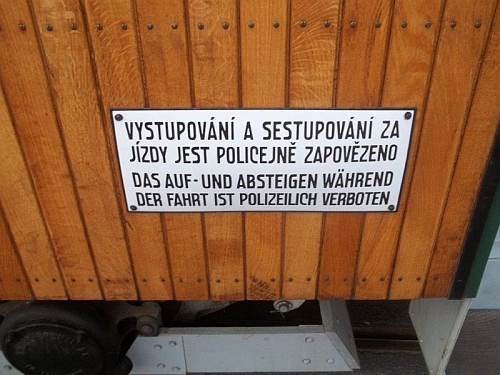 VYSTUPOVÁNÍ A SESTUPOVÁNÍ ZA
JÍZDY JEST POLICEJNĚ ZAPOVĚZENO
DAS AUF- UND ABSTEIGEN WÄHREND
DER FAHRT IST POLIZEILICH VERBOTEN